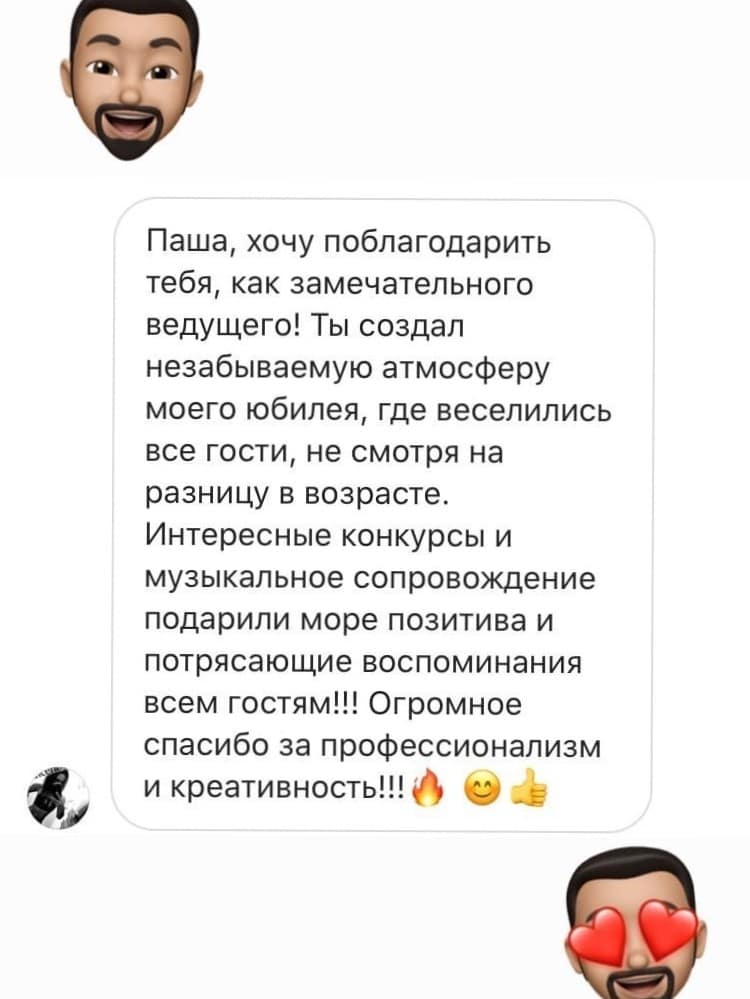 Паша, хочу поблагодарить
тебя, как замечательного
ведущего! Ты создал
незабываемую атмосферу
моего юбилея, где веселились
все гости, не смотря на
разницу в возрасте.
Интересные конкурсы и
музыкальное сопровождение
подарили море позитива и
потрясающие воспоминания
всем гостям!!! Огромное
спасибо за профессионализм
и креативность!!!🔥 😊👍